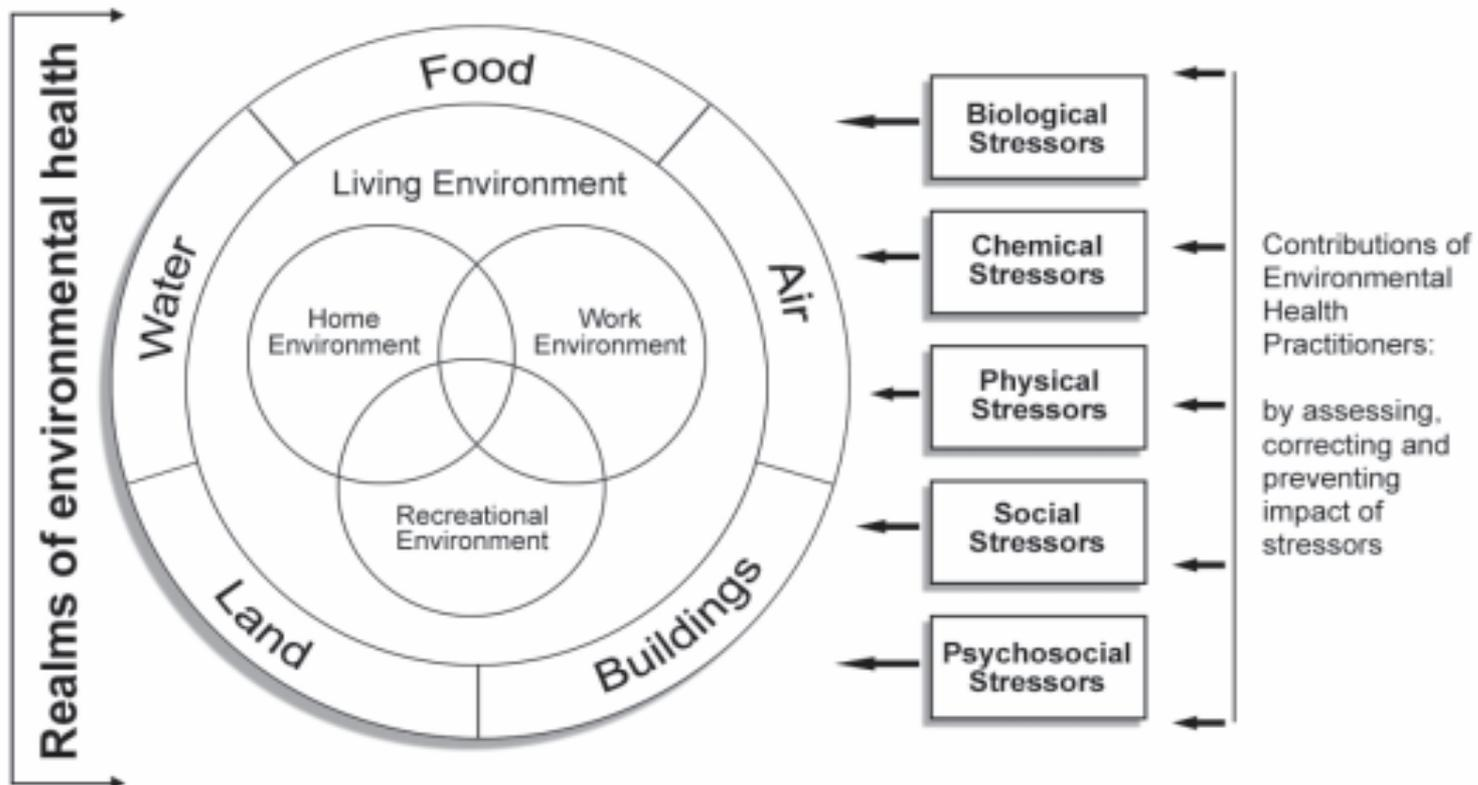 Realms of environmental health
Food
Water
Air
Land
Buildings
Living Environment
Home
Environment
Work
Environment
Recreational
Environment
Biological
Stressors
Chemical
Stressors
Physical
Stressors
Social
Stressors
Psychosocial
Stressors
Contributions of
Environmental
Health
Practitioners:
by assessing,
correcting and
preventing
impact of
stressors